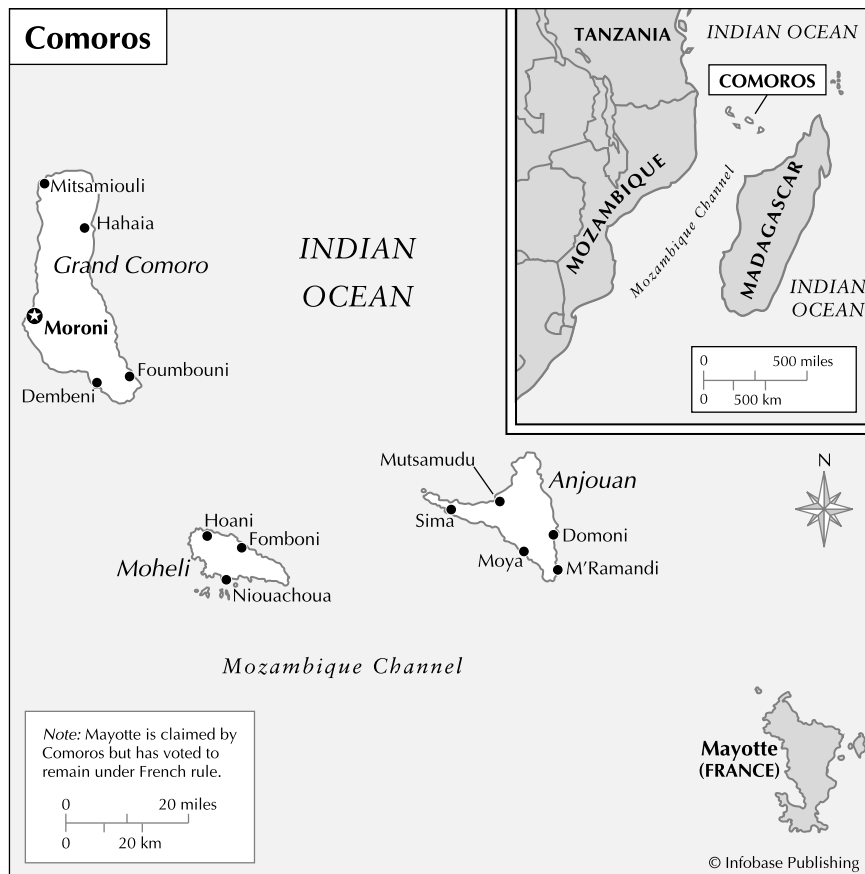 Comoros
TANZANIA
INDIAN OCEAN
COMOROS
MOZAMBIQUE
Mozambique Channel
MADAGASCAR
INDIAN
OCEAN
0 500 miles
0 500 km
Mitsamiouli
Hahaia
Grand Comoro
INDIAN
OCEAN
Moroni
Foumbouni
Dembeni
N
Mutsamudu
Anjouan
Sima
Domoni
Moya
M’Ramandi
Hoani
Fomboni
Moheli
Niouachoua
Mozambique Channel
Mayotte
(FRANCE)
Note: Mayotte is claimed by
Comoros but has voted to
remain under French rule.
0 20 miles
0 20 km
© Infobase Publishing